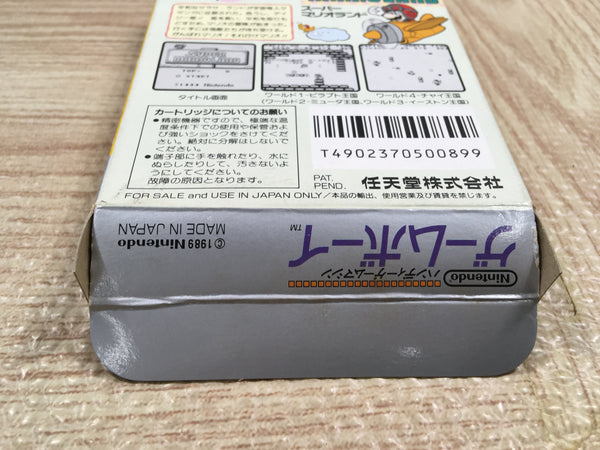 スーパー
マリオランド
タイトル画面
ワールド1-ピラプト王国
ワールド4-チャイ王国
(ワールド2-ミューダ王国、ワールド3-イーストン王国)
カートリッジについてのお願い
●精密機器ですので、極端な温
度条件下での使用や保管およ
び強いショックをさけてくだ
さい。絶対に分解はしないで
ください。
●端子部に手を触れたり、水に
ぬらしたりして、汚さないよ
うにしてください。
故障の原因となります。
T4902370500899
PAT.
PEND.
任天堂株式会社
FOR SALE and USE IN JAPAN ONLY/本品の輸出、使用営業及び賃貸を禁じます。
Nintendo
ハンディーゲームマシン
ゲームボーイ™
©1989 Nintendo
MADE IN JAPAN